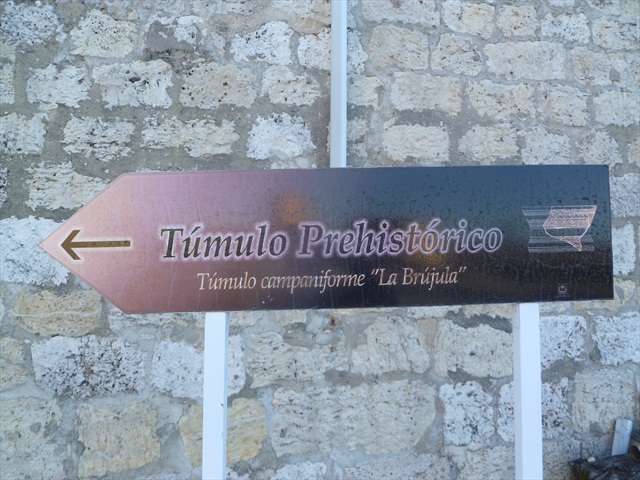 Túmulo Prehistórico
Túmulo campaniforme "La Brújula"